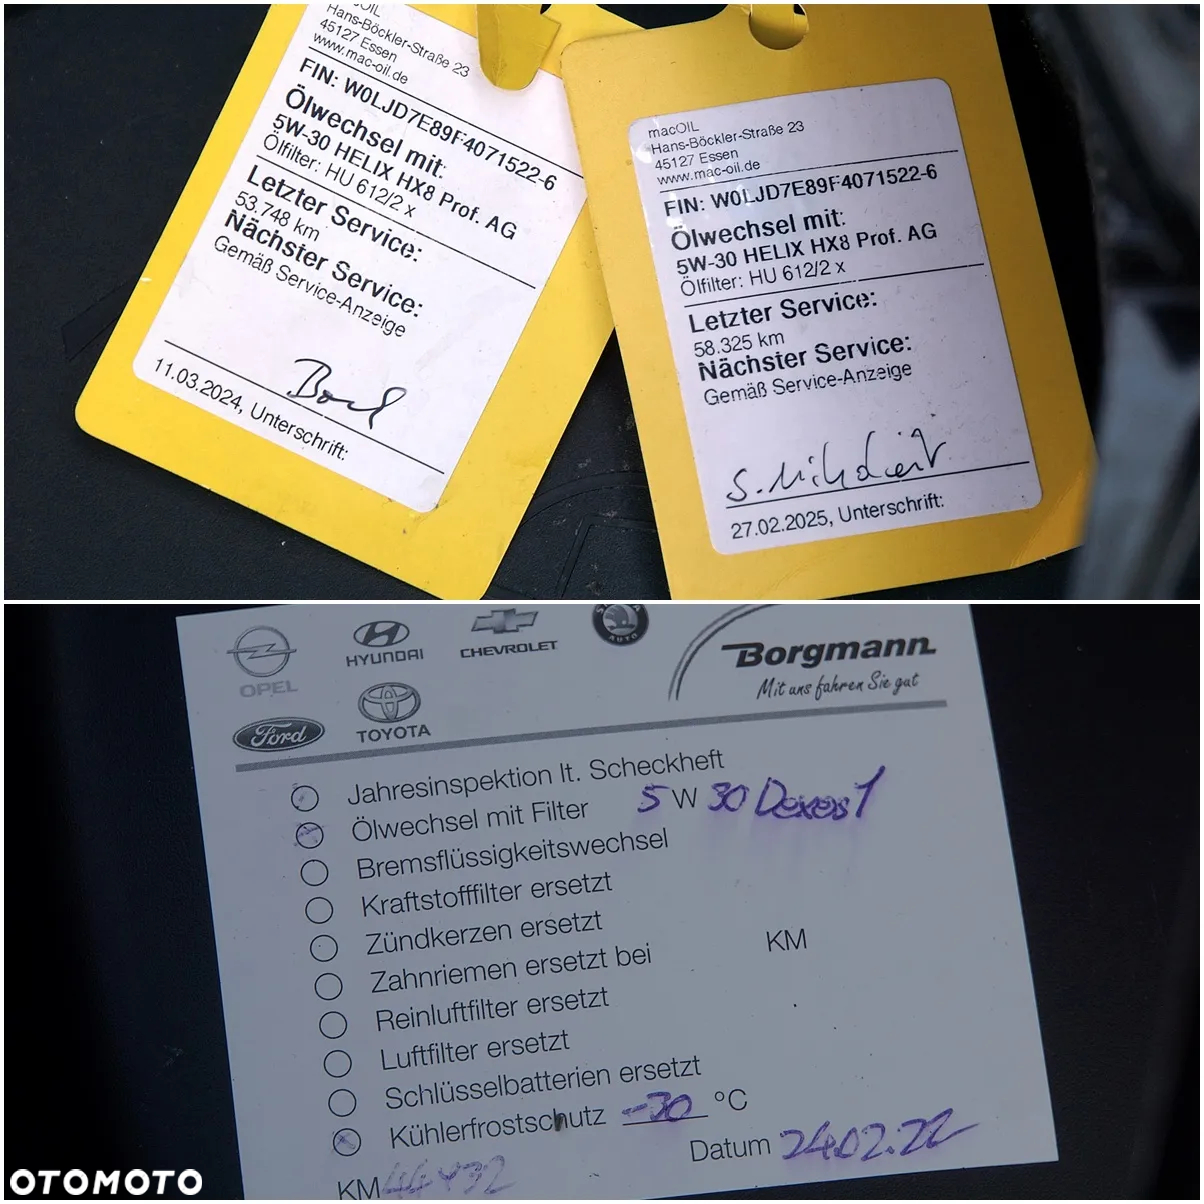 Hans-Böckler-Straße 23
45127 Essen
www.mac-oil.de
FIN: W0LJD7E89F4071522-6
Ölwechsel mit:
5W-30 HELIX HX8 Prof. AG
Ölfilter: HU 612/2 x
Letzter Service:
53.748 km
Nächster Service:
Gemäß Service-Anzeige
11.03.2024, Unterschrift:
macOIL
Hans-Böckler-Straße 23
45127 Essen
www.mac-oil.de
FIN: W0LJD7E89F4071522-6
Ölwechsel mit:
5W-30 HELIX HX8 Prof. AG
Ölfilter: HU 612/2 x
Letzter Service:
58.325 km
Nächster Service:
Gemäß Service-Anzeige
27.02.2025, Unterschrift:
OPEL
HYUNDAI
CHEVROLET
AUTO
Borgmann
Mit uns fahren Sie gut
Ford
TOYOTA
Jahresinspektion lt. Scheckheft
Ölwechsel mit Filter 5 W 30 Dexos 1
Bremsflüssigkeitswechsel
Kraftstofffilter ersetzt
Zündkerzen ersetzt
Zahnriemen ersetzt bei KM
Reinluftfilter ersetzt
Luftfilter ersetzt
Schlüsselbatterien ersetzt
Kühlerfrostschutz -30 °C
KM Datum 24.02.22
OTOMOTO